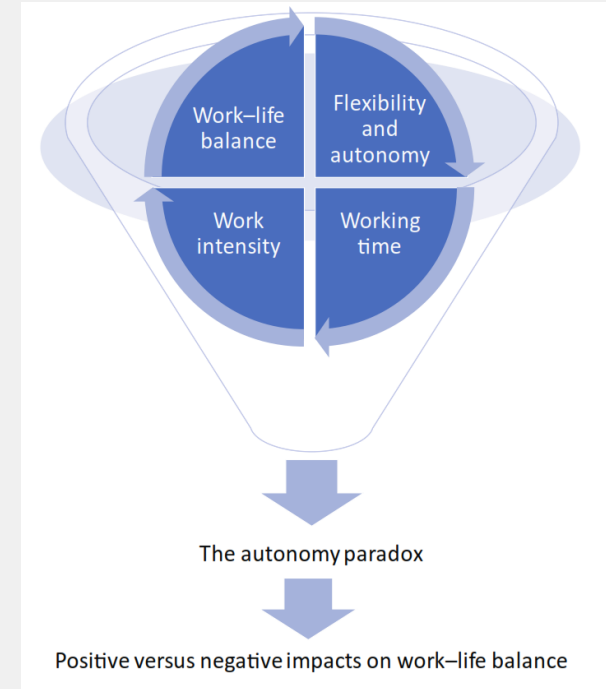 Work–life
balance
Flexibility
and
autonomy
Work
intensity
Working
time
The autonomy paradox
Positive versus negative impacts on work–life balance